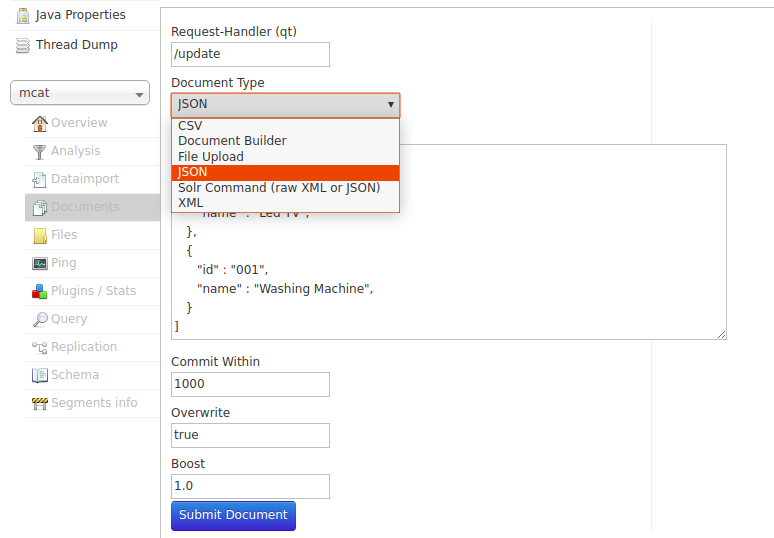 Java Properties
Thread Dump
mcat
Overview
Analysis
Dataimport
Documents
Files
Ping
Plugins / Stats
Query
Replication
Schema
Segments info
Request-Handler (qt)
/update
Document Type
JSON
CSV
Document Builder
File Upload
JSON
Solr Command (raw XML or JSON)
XML
"name" : "Led TV",
},
{
"id" : "001",
"name" : "Washing Machine",
}
]
Commit Within
1000
Overwrite
true
Boost
1.0
Submit Document